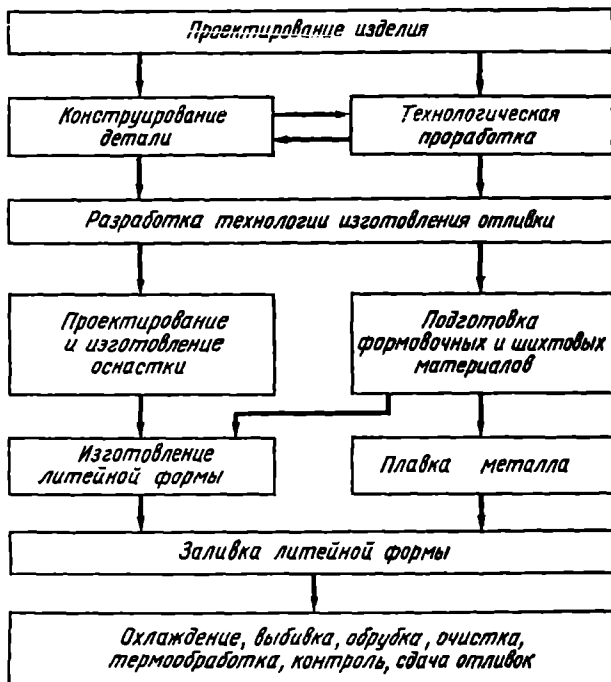 Проектирование изделия
Конструирование
детали
Технологическая
проработка
Разработка технологии изготовления отливки
Проектирование
и изготовление
оснастки
Подготовка
формовочных и шихтовых
материалов
Изготовление
литейной формы
Плавка металла
Заливка литейной формы
Охлаждение, выбивка, обрубка, очистка,
термообработка, контроль, сдача отливок